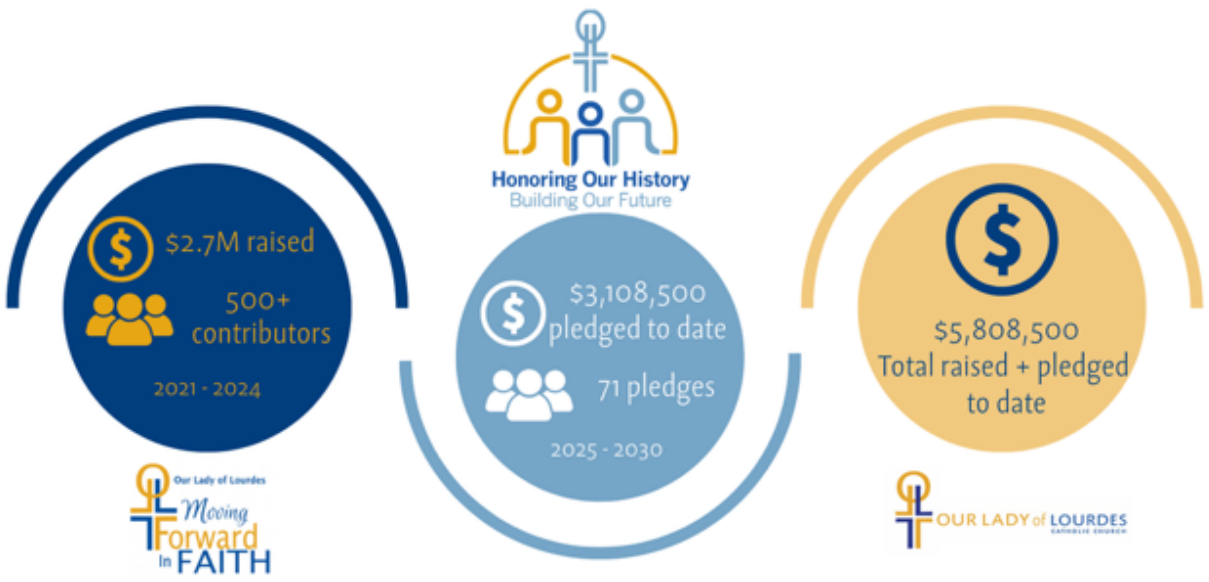 $2.7M raised
500+
contributors
2021 - 2024
Our Lady of Lourdes
Moving
Forward
In FAITH
Honoring Our History
Building Our Future
$3,108,500
pledged to date
71 pledges
2025 - 2030
$5,808,500
Total raised + pledged
to date
OUR LADY of LOURDES
CATHOLIC CHURCH